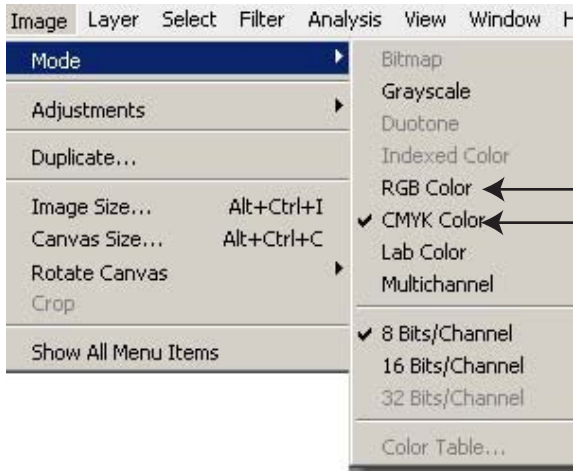 Image Layer Select Filter Analysis View Window H
Mode
Adjustments
Duplicate...
Image Size... Alt+Ctrl+I
Canvas Size... Alt+Ctrl+C
Rotate Canvas
Crop
Show All Menu Items
Bitmap
Grayscale
Duotone
Indexed Color
RGB Color
CMYK Color
Lab Color
Multichannel
8 Bits/Channel
16 Bits/Channel
32 Bits/Channel
Color Table...